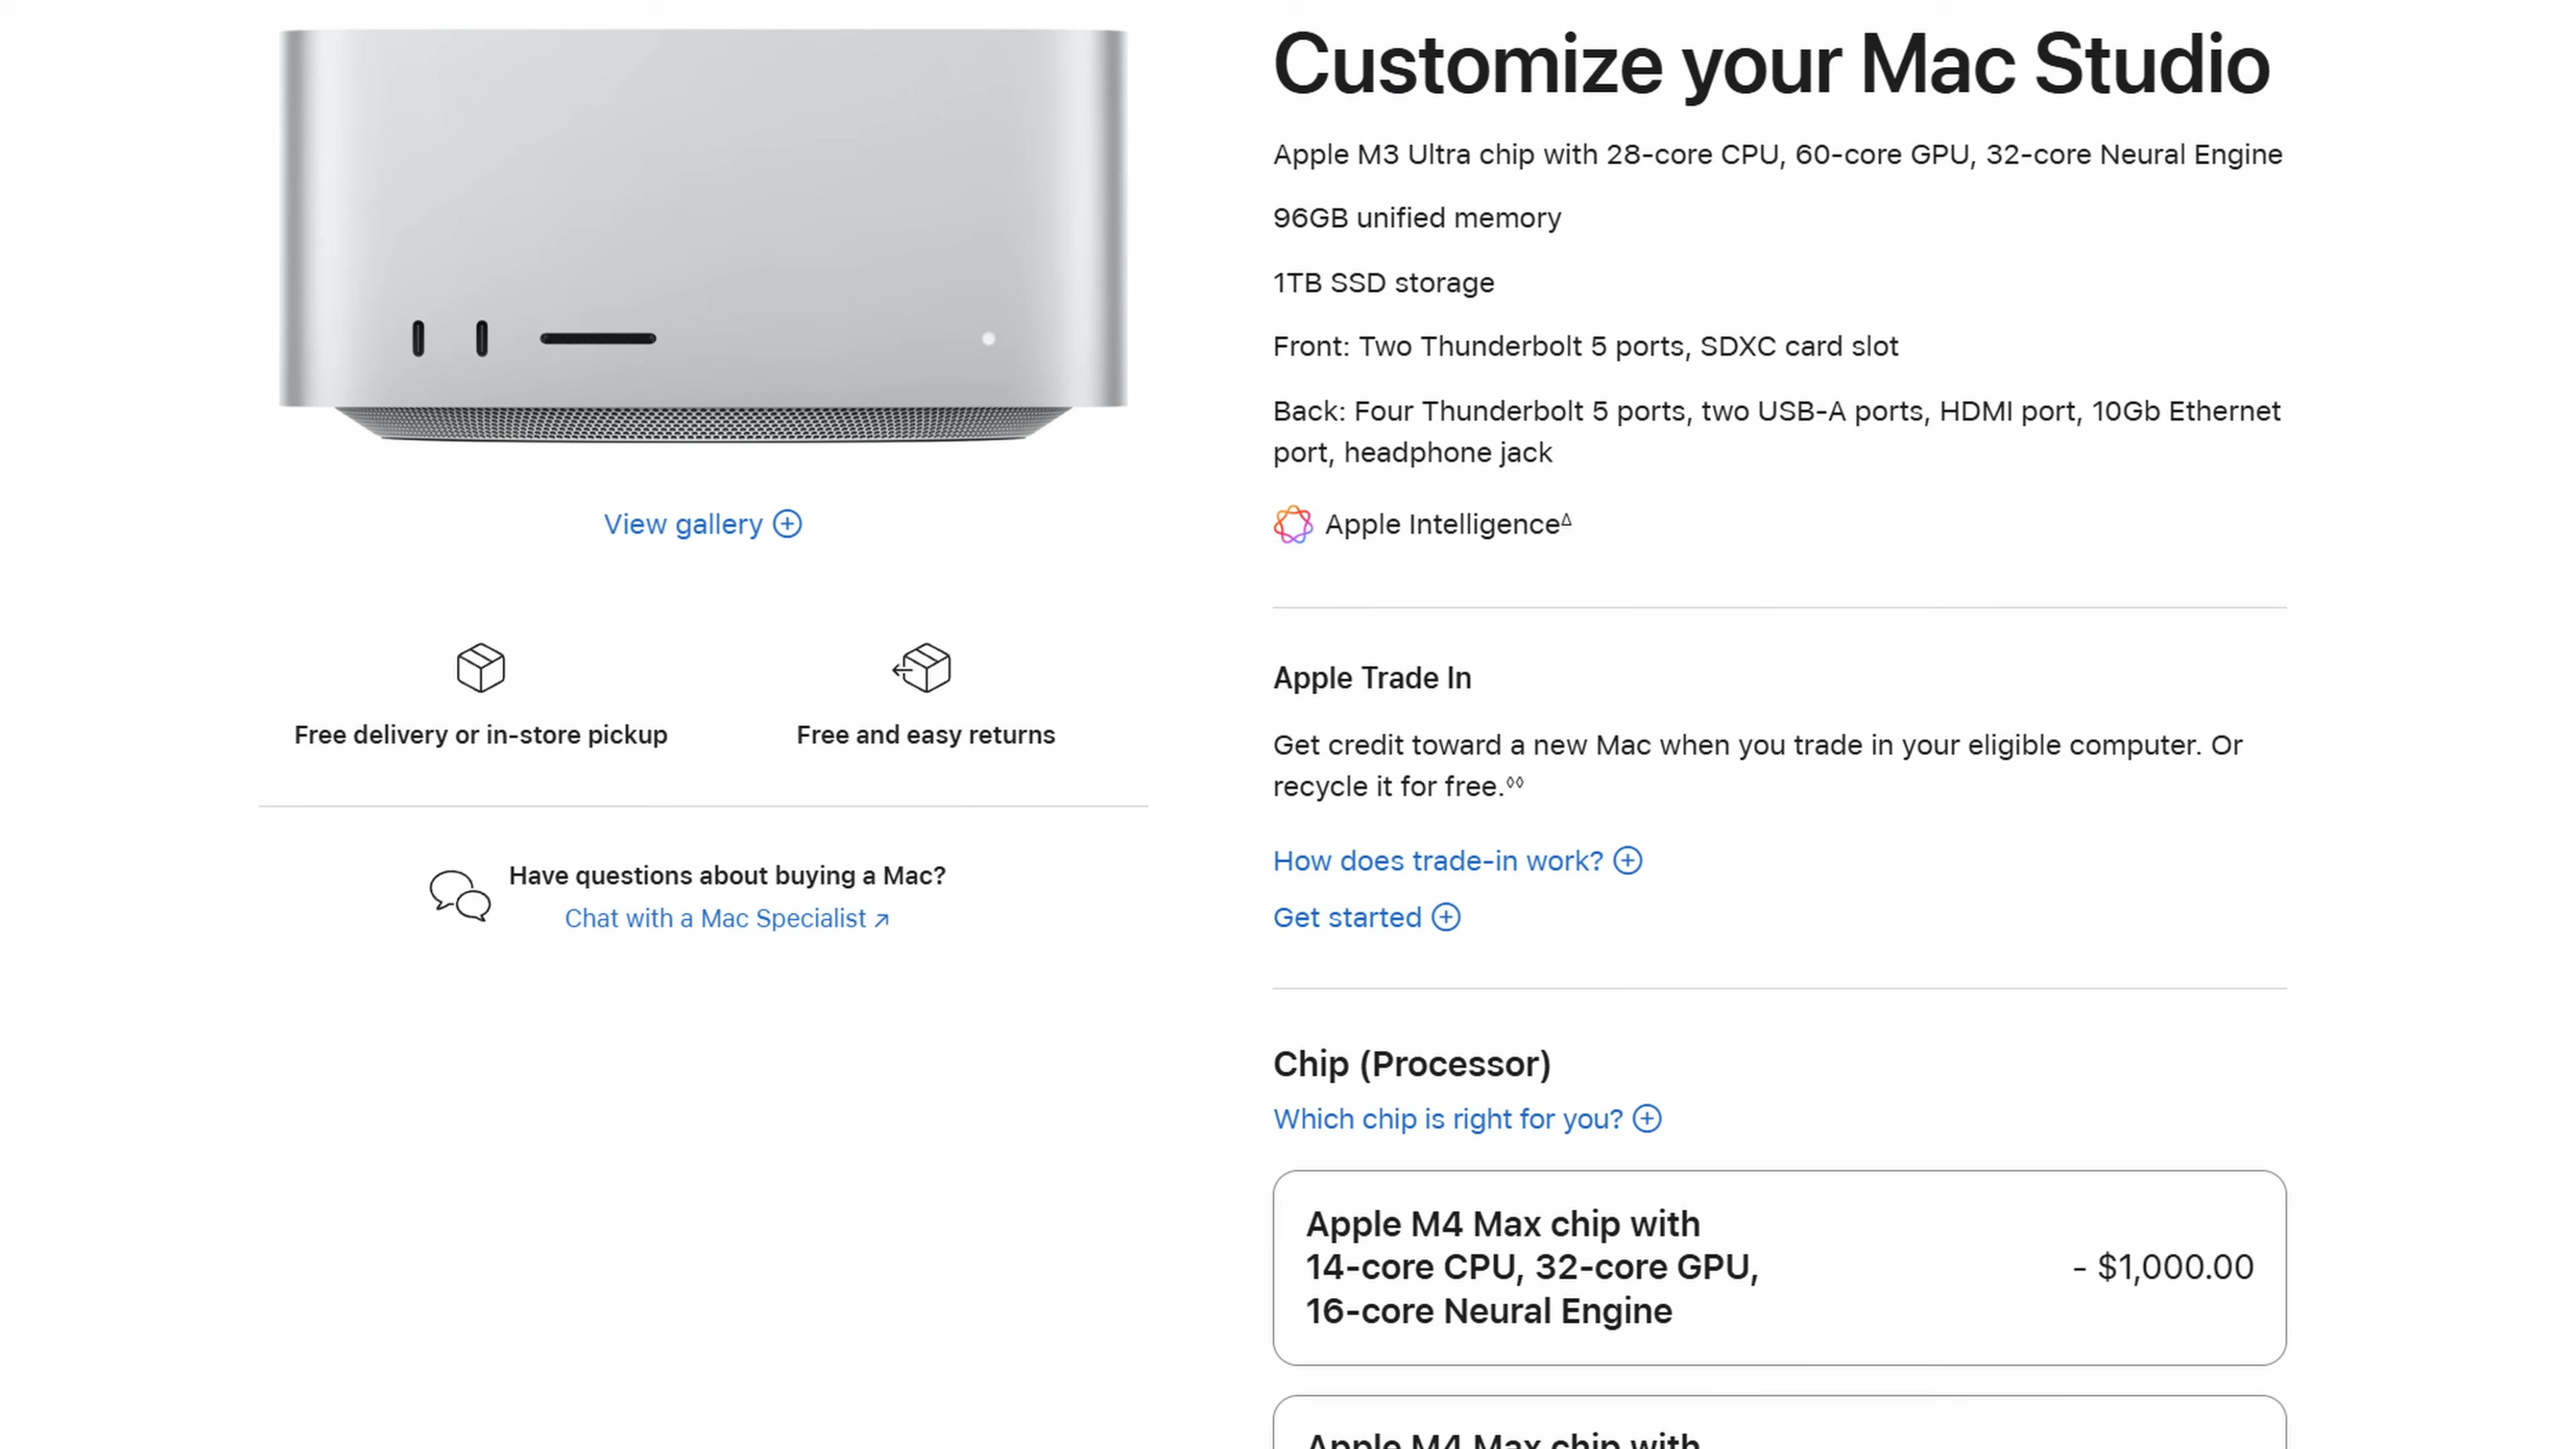 Customize your Mac Studio
Apple M3 Ultra chip with 28-core CPU, 60-core GPU, 32-core Neural Engine
96GB unified memory
1TB SSD storage
Front: Two Thunderbolt 5 ports, SDXC card slot
Back: Four Thunderbolt 5 ports, two USB-A ports, HDMI port, 10Gb Ethernet
port, headphone jack
Apple Intelligence∆
View gallery
Free delivery or in-store pickup
Free and easy returns
Have questions about buying a Mac?
Chat with a Mac Specialist ↗
Apple Trade In
Get credit toward a new Mac when you trade in your eligible computer. Or
recycle it for free.◊◊
How does trade-in work?
Get started
Chip (Processor)
Which chip is right for you?
Apple M4 Max chip with
14-core CPU, 32-core GPU,
16-core Neural Engine
- $1,000.00
Apple M4 Max chip with